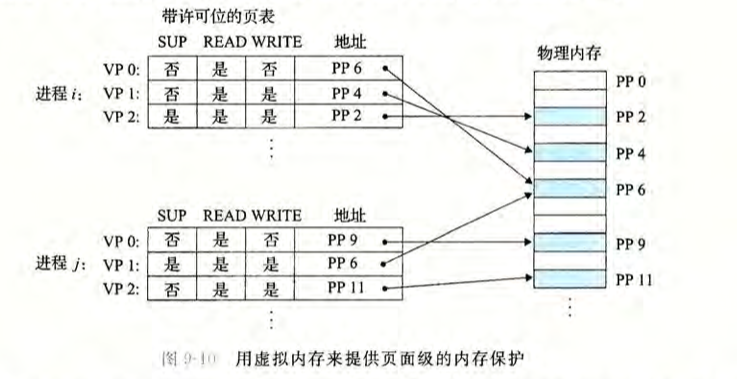 带许可位的页表
SUP READ WRITE 地址
进程 i:
VP 0: 否 是 否 PP 6
VP 1: 否 是 是 PP 4
VP 2: 是 是 是 PP 2
⋮
SUP READ WRITE 地址
进程 j:
VP 0: 否 是 否 PP 9
VP 1: 是 是 是 PP 6
VP 2: 否 是 是 PP 11
⋮
物理内存
PP 0
PP 2
PP 4
PP 6
PP 9
PP 11
⋮
图 9-10 用虚拟内存来提供页面级的内存保护